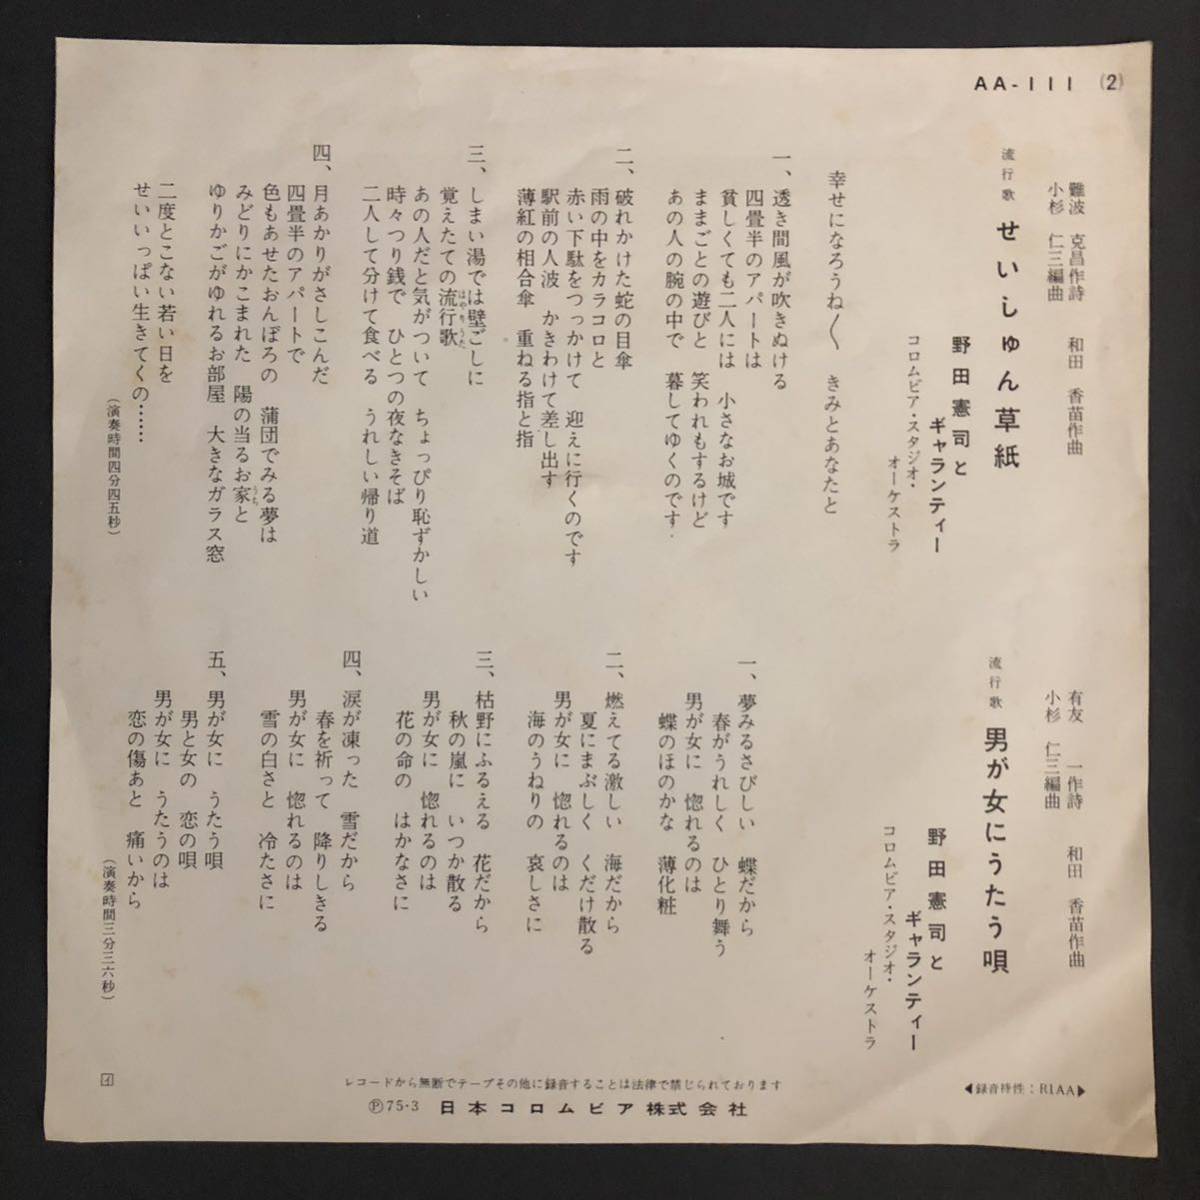 AA-111 (2)
難波 克昌作詩 和田 香苗作曲
小杉 仁三編曲
流行歌 せいしゅん草紙
野田憲司と
ギャランティー
コロムビア・スタジオ・
オーケストラ
幸せになろうね〱 きみとあなたと
一、透き間風が吹きぬける
四畳半のアパートは
貧しくても二人には 小さなお城です
ままごとの遊びと 笑われもするけど
あの人の腕の中で 暮してゆくのです
二、破れかけた蛇の目傘
雨の中をカラコロと
赤い下駄をつっかけて 迎えに行くのです
駅前の人波 かきわけて差し出す
薄紅の相合傘 重ねる指と指
三、しまい湯では壁ごしに
覚えたての流行歌はやりうた
あの人だと気がついて ちょっぴり恥ずかしい
時々つり銭で ひとつの夜なきそば
二人して分けて食べる うれしい帰り道
四、月あかりがさしこんだ
四畳半のアパートで
色もあせたおんぼろの 蒲団でみる夢は
みどりにかこまれた 陽の当るお家うちと
ゆりかごがゆれるお部屋 大きなガラス窓
二度とこない若い日を
せいいっぱい生きてくの……
(演奏時間四分四五秒)
有友 一作詩 和田 香苗作曲
小杉 仁三編曲
流行歌 男が女にうたう唄
野田憲司と
ギャランティー
コロムビア・スタジオ・
オーケストラ
一、夢みるさびしい 蝶だから
春がうれしく ひとり舞う
男が女に 惚れるのは
蝶のほのかな 薄化粧
二、燃えてる激しい 海だから
夏にまぶしく くだけ散る
男が女に 惚れるのは
海のうねりの 哀しさに
三、枯野にふるえる 花だから
秋の嵐に いつか散る
男が女に 惚れるのは
花の命の はかなさに
四、涙が凍った 雪だから
春を祈って 降りしきる
男が女に 惚れるのは
雪の白さと 冷たさに
五、男が女に うたう唄
男と女の 恋の唄
男が女に うたうのは
恋の傷あと 痛いから
(演奏時間三分三六秒)
イ
レコードから無断でテープその他に録音することは法律で禁じられております
Ⓟ75・3 日本コロムビア株式会社
◀録音特性:RIAA▶